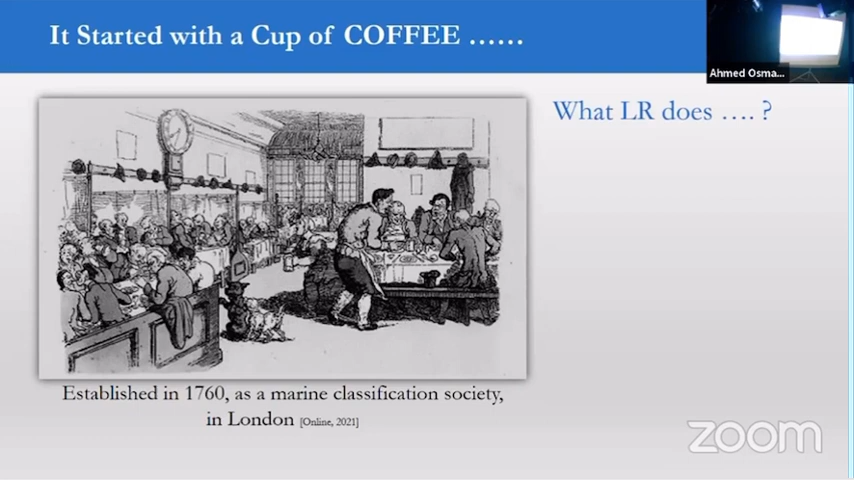 It Started with a Cup of COFFEE ......
Ahmed Osma...
What LR does .... ?
Established in 1760, as a marine classification society,
in London [Online, 2021]
zoom